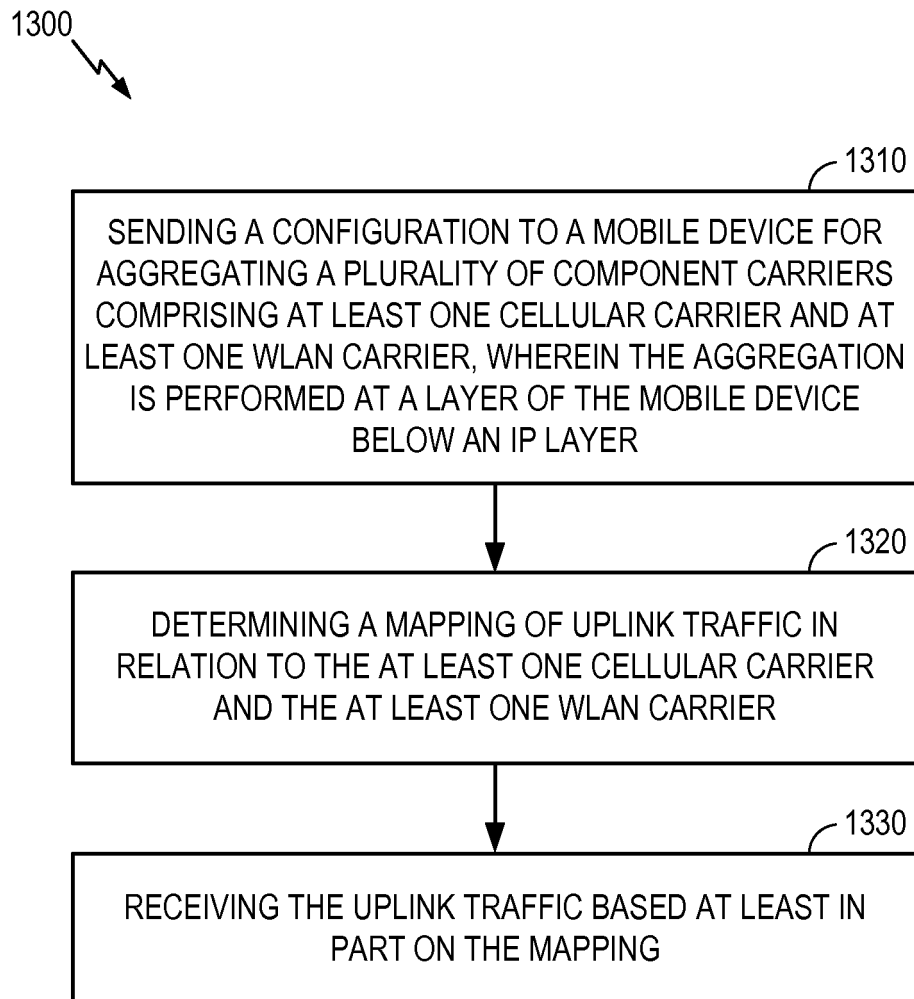 1300
1310
SENDING A CONFIGURATION TO A MOBILE DEVICE FOR
AGGREGATING A PLURALITY OF COMPONENT CARRIERS
COMPRISING AT LEAST ONE CELLULAR CARRIER AND AT
LEAST ONE WLAN CARRIER, WHEREIN THE AGGREGATION
IS PERFORMED AT A LAYER OF THE MOBILE DEVICE
BELOW AN IP LAYER
1320
DETERMINING A MAPPING OF UPLINK TRAFFIC IN
RELATION TO THE AT LEAST ONE CELLULAR CARRIER
AND THE AT LEAST ONE WLAN CARRIER
1330
RECEIVING THE UPLINK TRAFFIC BASED AT LEAST IN
PART ON THE MAPPING